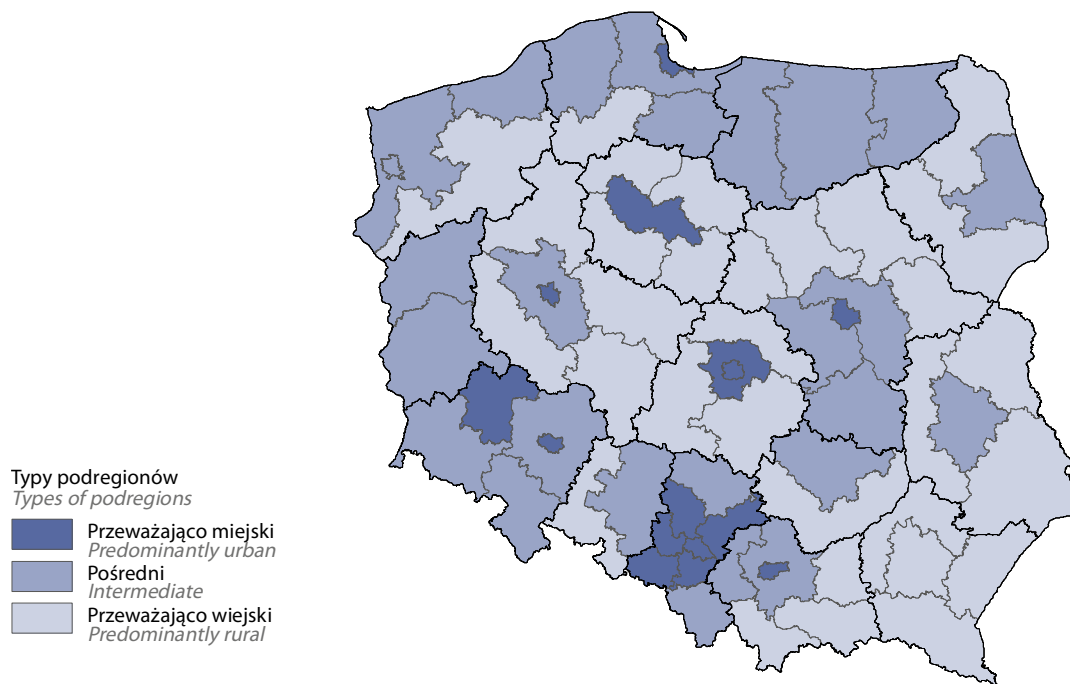 Typy podregionów
Types of podregions
Przeważająco miejski
Predominantly urban
Pośredni
Intermediate
Przeważająco wiejski
Predominantly rural